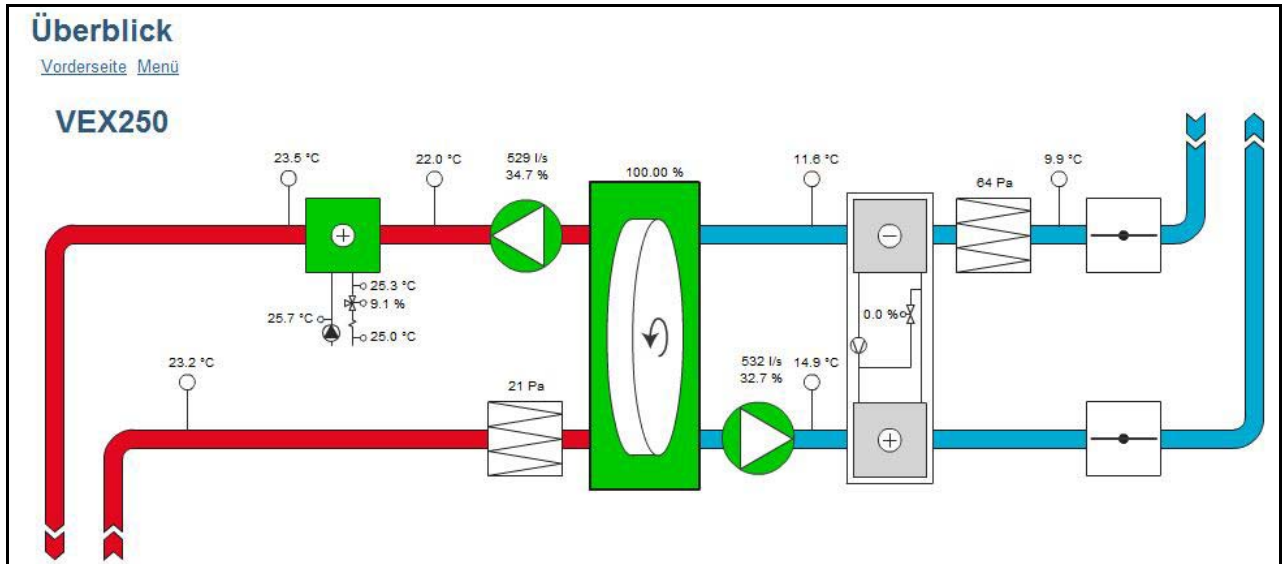 Überblick
Vorderseite Menü
VEX250
23.5 °C
22.0 °C
529 l/s
34.7 %
100.00 %
11.6 °C
64 Pa
9.9 °C
25.3 °C
9.1 %
25.7 °C
25.0 °C
0.0 %
23.2 °C
21 Pa
532 l/s
32.7 %
14.9 °C